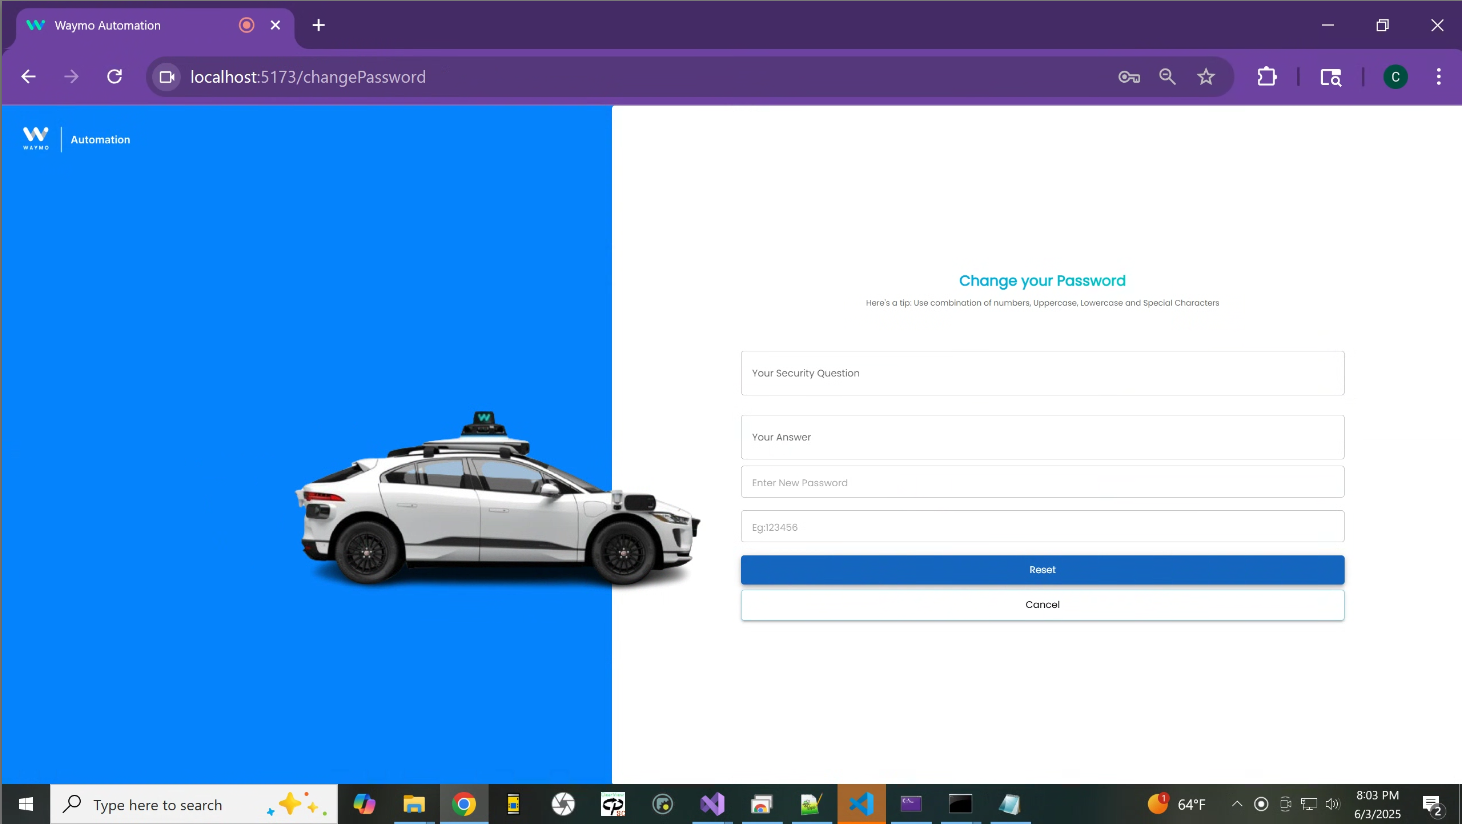 Waymo Automation
localhost:5173/changePassword
C
W
WAYMO
Automation
Change your Password
Here's a tip: Use combination of numbers, Uppercase, Lowercase and Special Characters
Your Security Question
Your Answer
Enter New Password
Eg:123456
Reset
Cancel
Type here to search
1
64°F
8:03 PM
6/3/2025
2